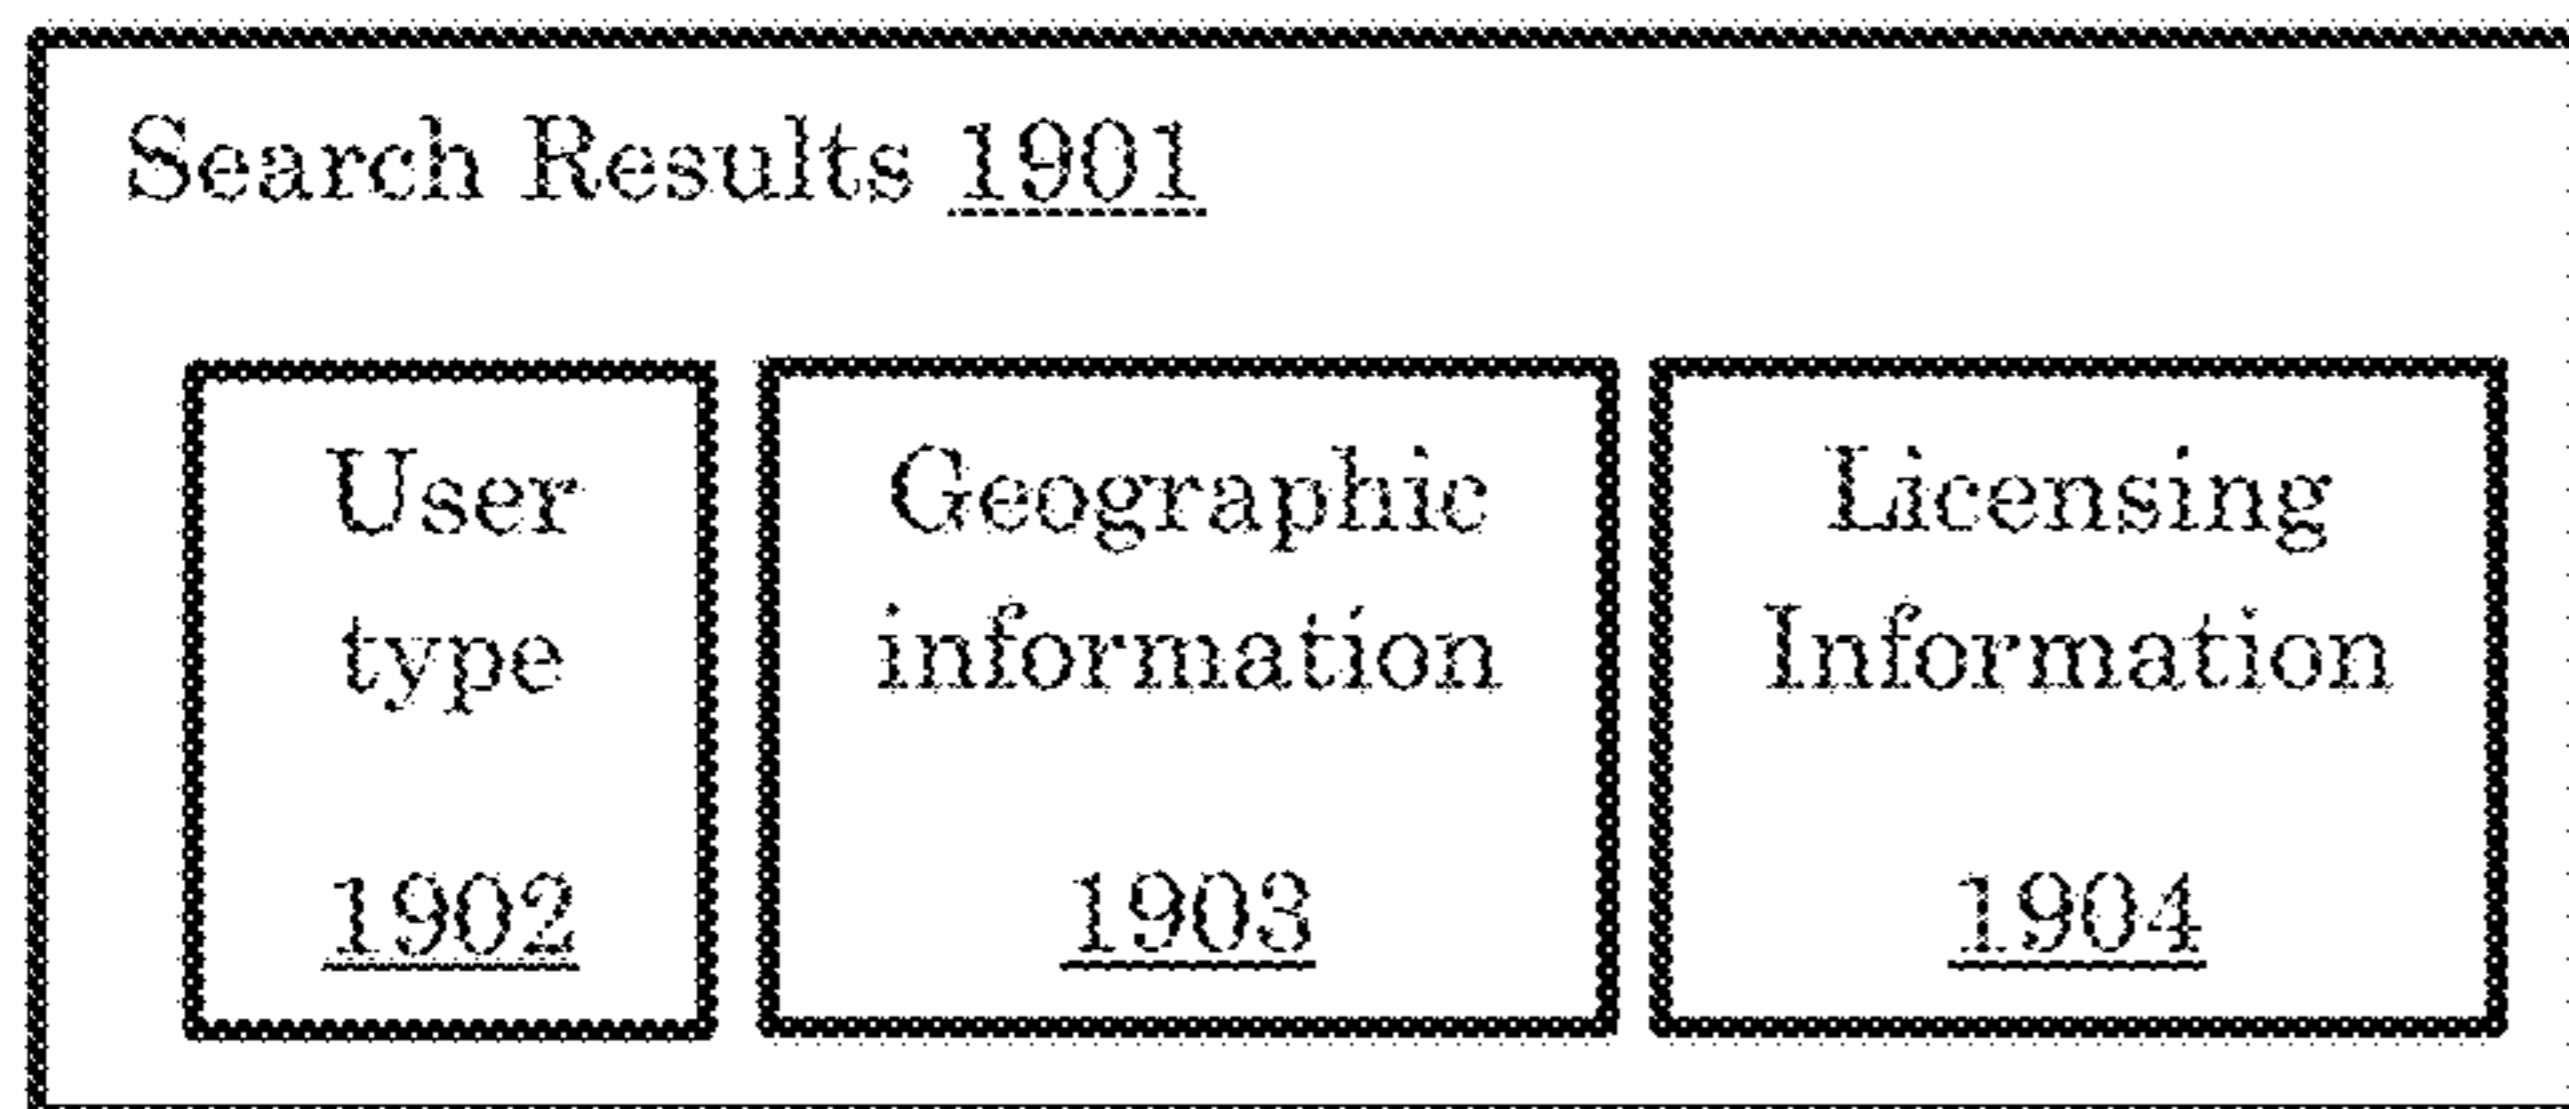 Search Results 1901
User
type
1902
Geographic
information
1903
Licensing
Information
1904